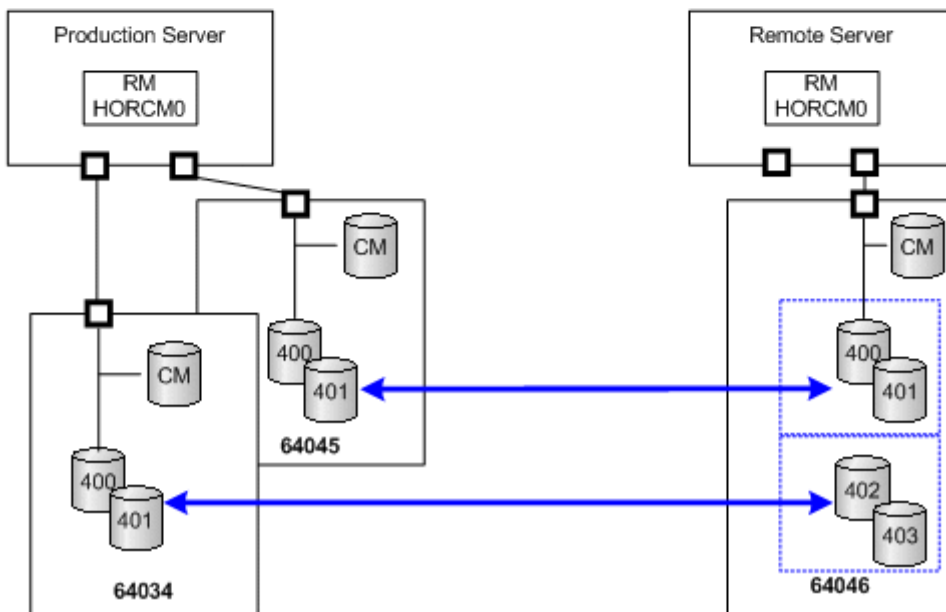 Production Server
RM
HORCM0
Remote Server
RM
HORCM0
CM
400
401
64045
CM
400
401
64034
CM
400
401
402
403
64046